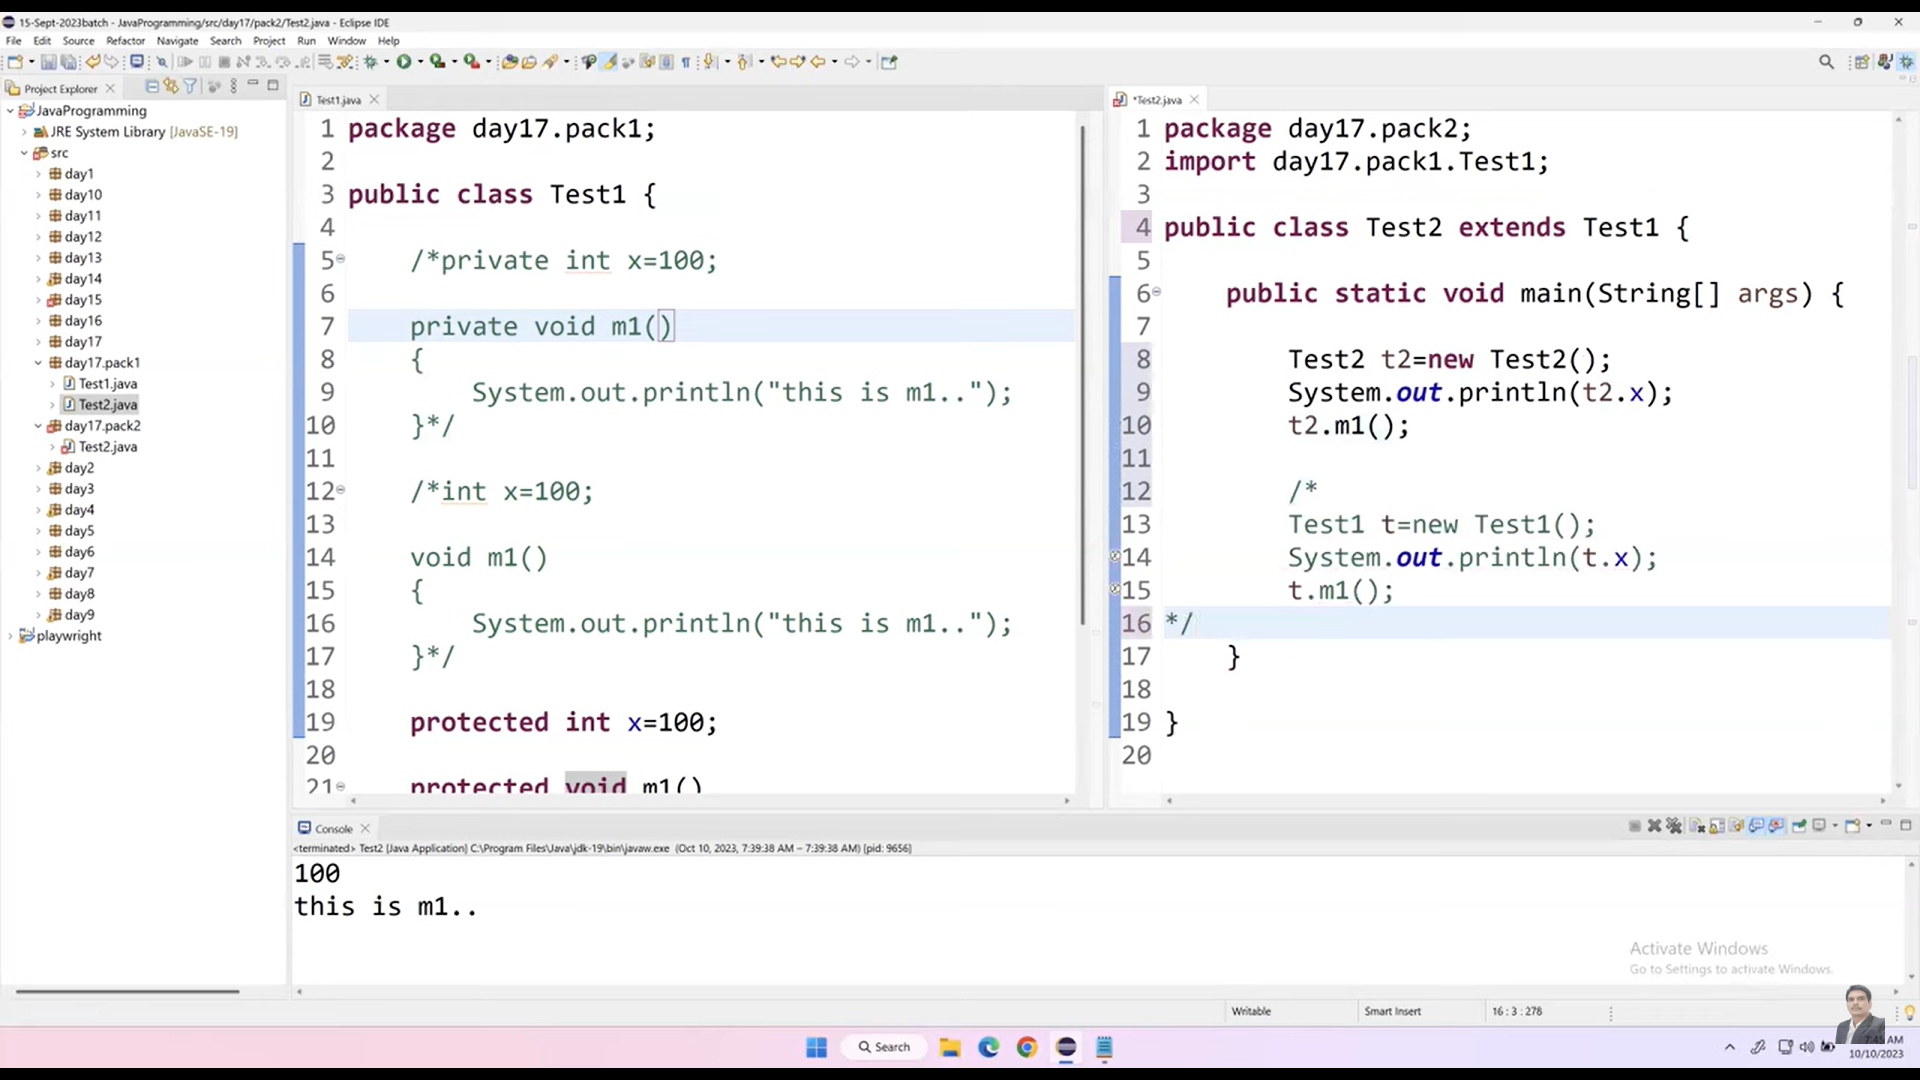 15-Sept-2023batch - JavaProgramming/src/day17/pack2/Test2.java - Eclipse IDE
File Edit Source Refactor Navigate Search Project Run Window Help
Project Explorer
JavaProgramming
JRE System Library [JavaSE-19]
src
day1
day10
day11
day12
day13
day14
day15
day16
day17
day17.pack1
Test1.java
Test2.java
day17.pack2
Test2.java
day2
day3
day4
day5
day6
day7
day8
day9
playwright
Test1.java
1 package day17.pack1;
2
3 public class Test1 {
4
5 /*private int x=100;
6
7 private void m1()
8 {
9 System.out.println("this is m1..");
10 }*/
11
12 /*int x=100;
13
14 void m1()
15 {
16 System.out.println("this is m1..");
17 }*/
18
19 protected int x=100;
20
21 protected void m1()
*Test2.java
1 package day17.pack2;
2 import day17.pack1.Test1;
3
4 public class Test2 extends Test1 {
5
6 public static void main(String[] args) {
7
8 Test2 t2=new Test2();
9 System.out.println(t2.x);
10 t2.m1();
11
12 /*
13 Test1 t=new Test1();
14 System.out.println(t.x);
15 t.m1();
16 */
17 }
18
19 }
20
Console
<terminated> Test2 [Java Application] C:\Program Files\Java\jdk-19\bin\javaw.exe (Oct 10, 2023, 7:39:38 AM – 7:39:38 AM) [pid: 9656]
100
this is m1..
Activate Windows
Go to Settings to activate Windows.
Writable Smart Insert 16 : 3 : 278
Search
AM
10/10/2023